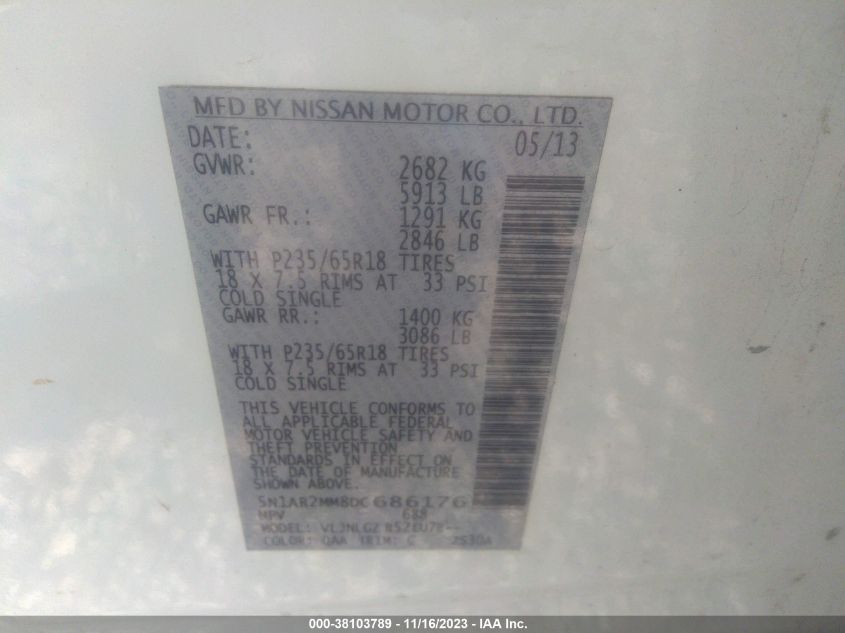 MFD BY NISSAN MOTOR CO., LTD.
DATE: 05/13
GVWR: 2682 KG
5913 LB
GAWR FR.: 1291 KG
2846 LB
WITH P235/65R18 TIRES
18 X 7.5 RIMS AT 33 PSI
COLD SINGLE
GAWR RR.: 1400 KG
3086 LB
WITH P235/65R18 TIRES
18 X 7.5 RIMS AT 33 PSI
COLD SINGLE
THIS VEHICLE CONFORMS TO
ALL APPLICABLE FEDERAL
MOTOR VEHICLE SAFETY AND
THEFT PREVENTION
STANDARDS IN EFFECT ON
THE DATE OF MANUFACTURE
SHOWN ABOVE.
5N1AR2MM8DC686176
MPV 688
MODEL:
COLOR: QAA TRIM: G
000-38103789 - 11/16/2023 - IAA Inc.